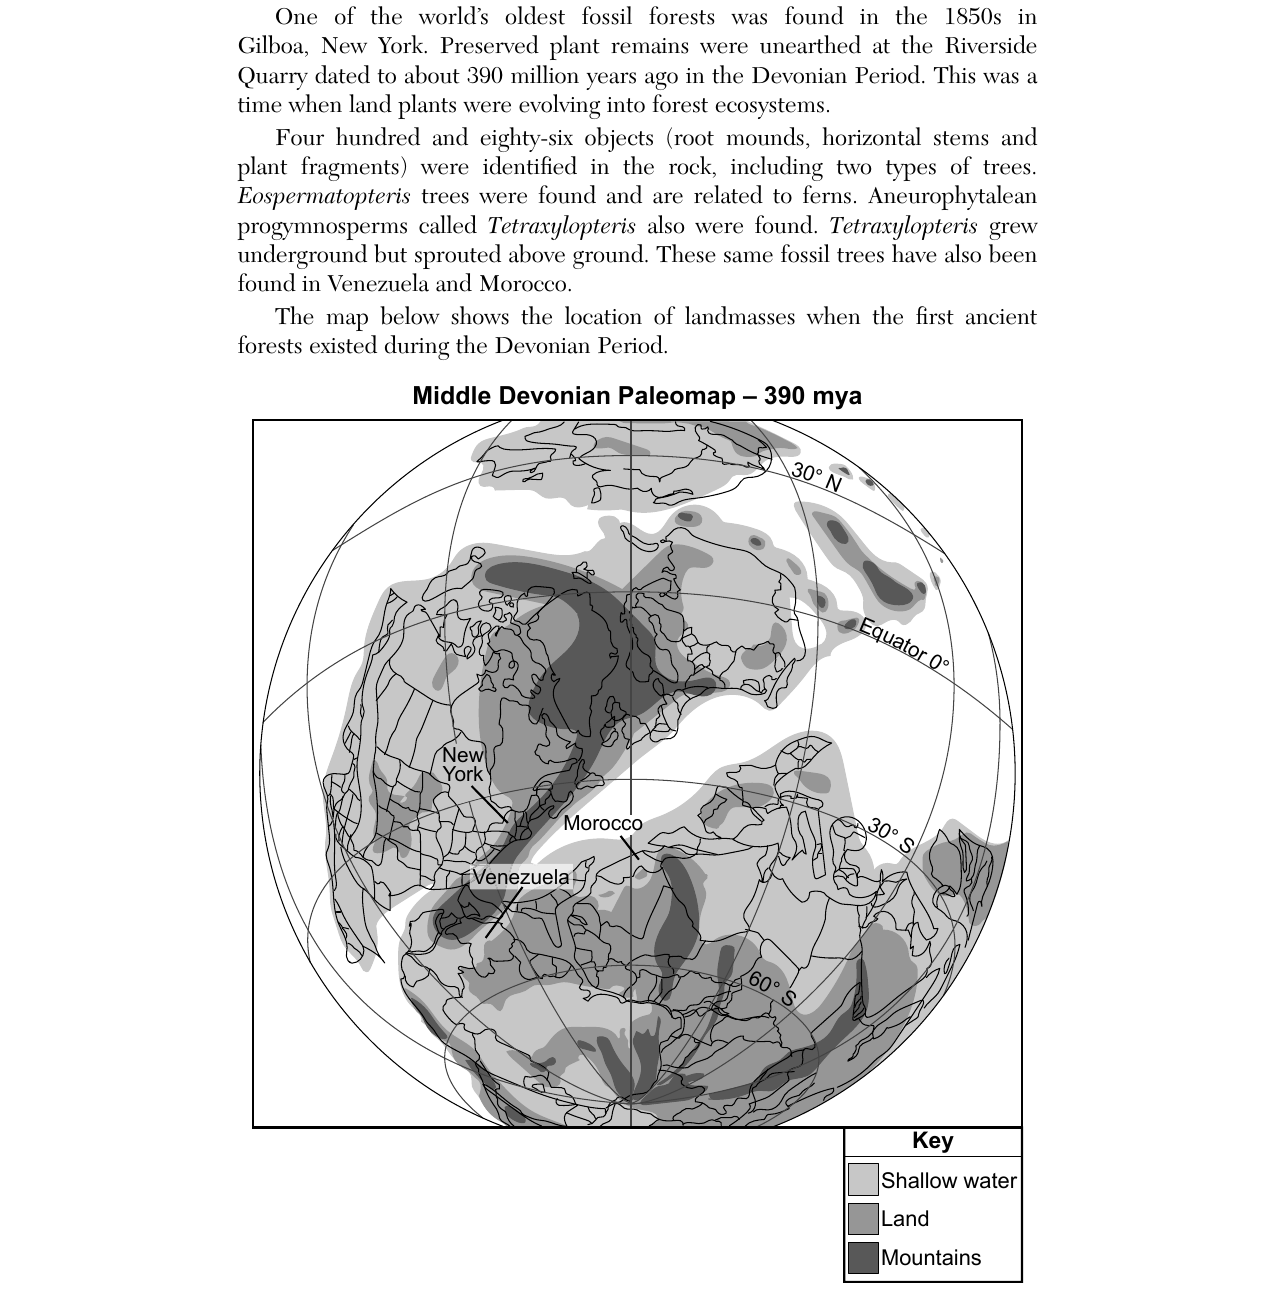 One of the world’s oldest fossil forests was found in the 1850s in
Gilboa, New York. Preserved plant remains were unearthed at the Riverside
Quarry dated to about 390 million years ago in the Devonian Period. This was a
time when land plants were evolving into forest ecosystems.
Four hundred and eighty-six objects (root mounds, horizontal stems and
plant fragments) were identified in the rock, including two types of trees.
Eospermatopteris trees were found and are related to ferns. Aneurophytalean
progymnosperms called Tetraxylopteris also were found. Tetraxylopteris grew
underground but sprouted above ground. These same fossil trees have also been
found in Venezuela and Morocco.
The map below shows the location of landmasses when the first ancient
forests existed during the Devonian Period.
Middle Devonian Paleomap – 390 mya
30° N
Equator 0°
New
York
Morocco
30° S
Venezuela
60° S
Key
Shallow water
Land
Mountains